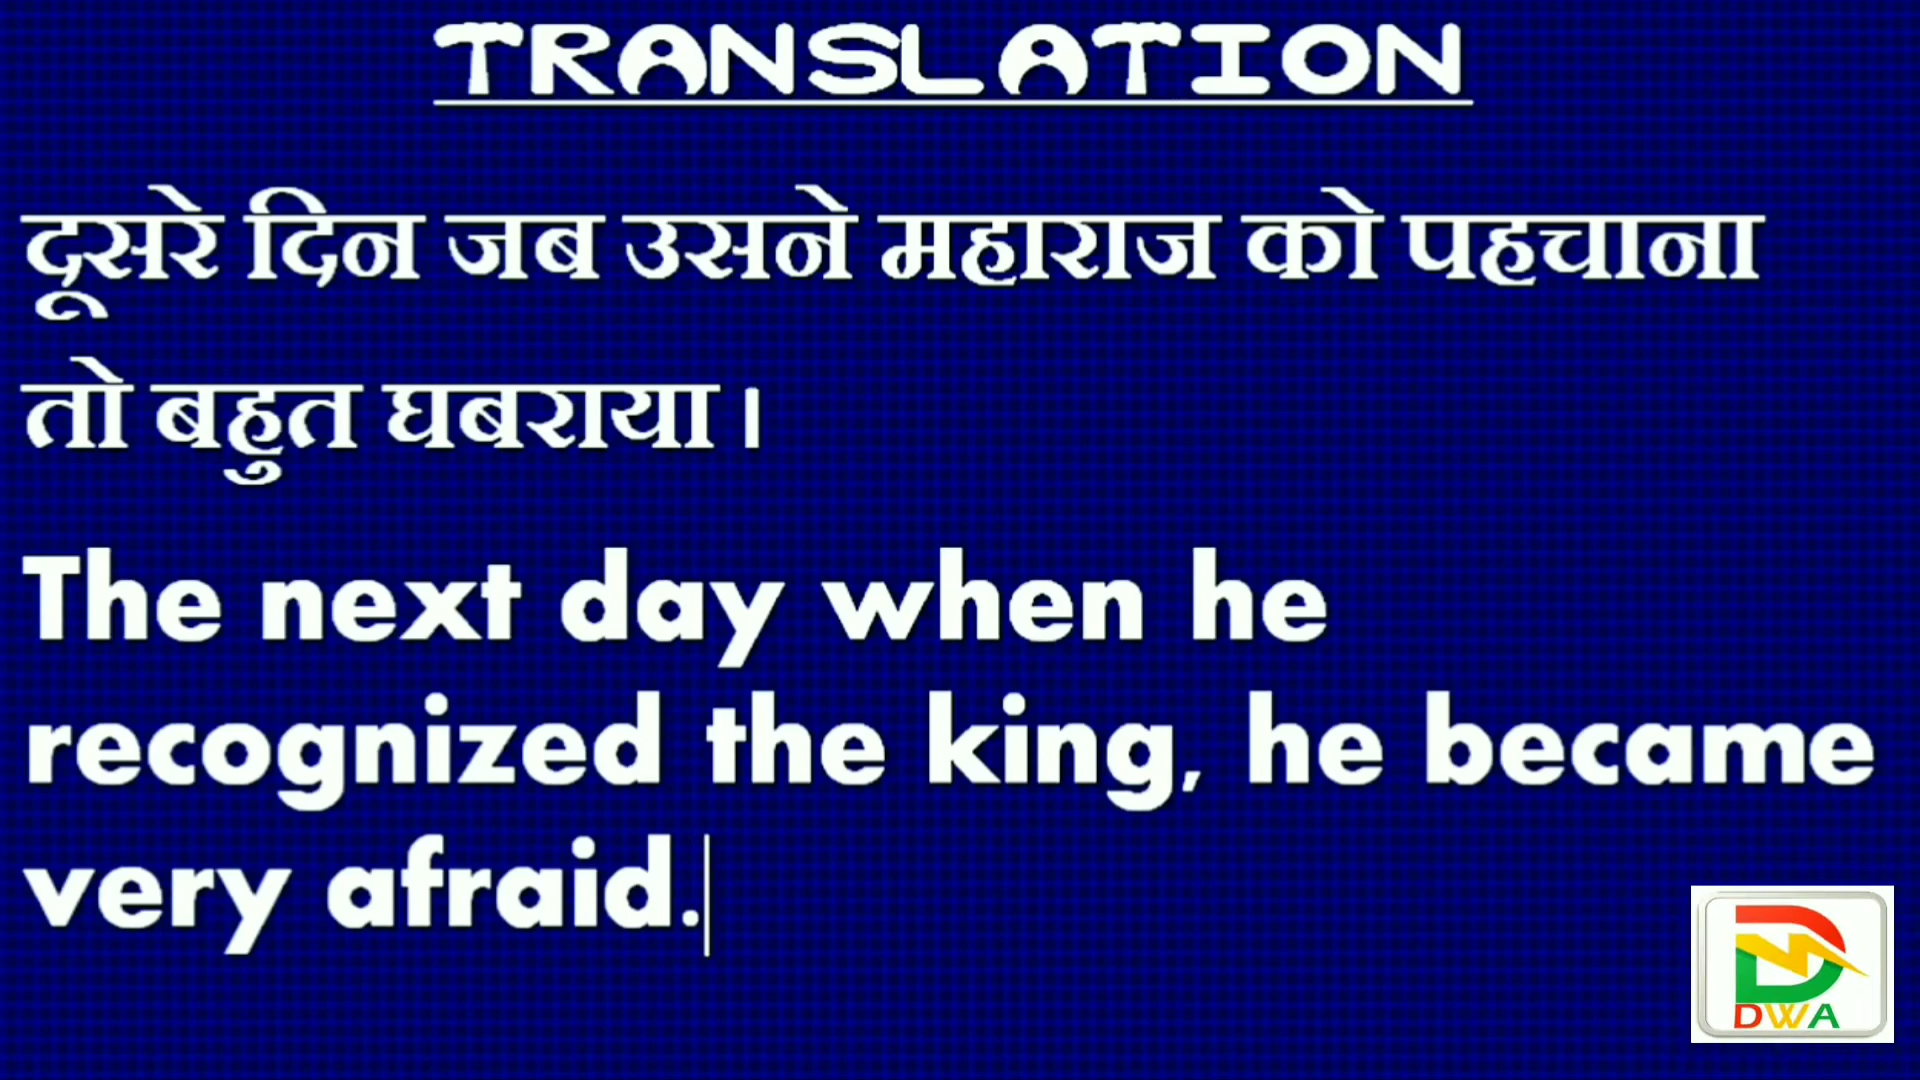 TRANSLATION
दूसरे दिन जब उसने महाराज को पहचाना
तो बहुत घबराया ।
The next day when he
recognized the king, he became
very afraid.
DWA